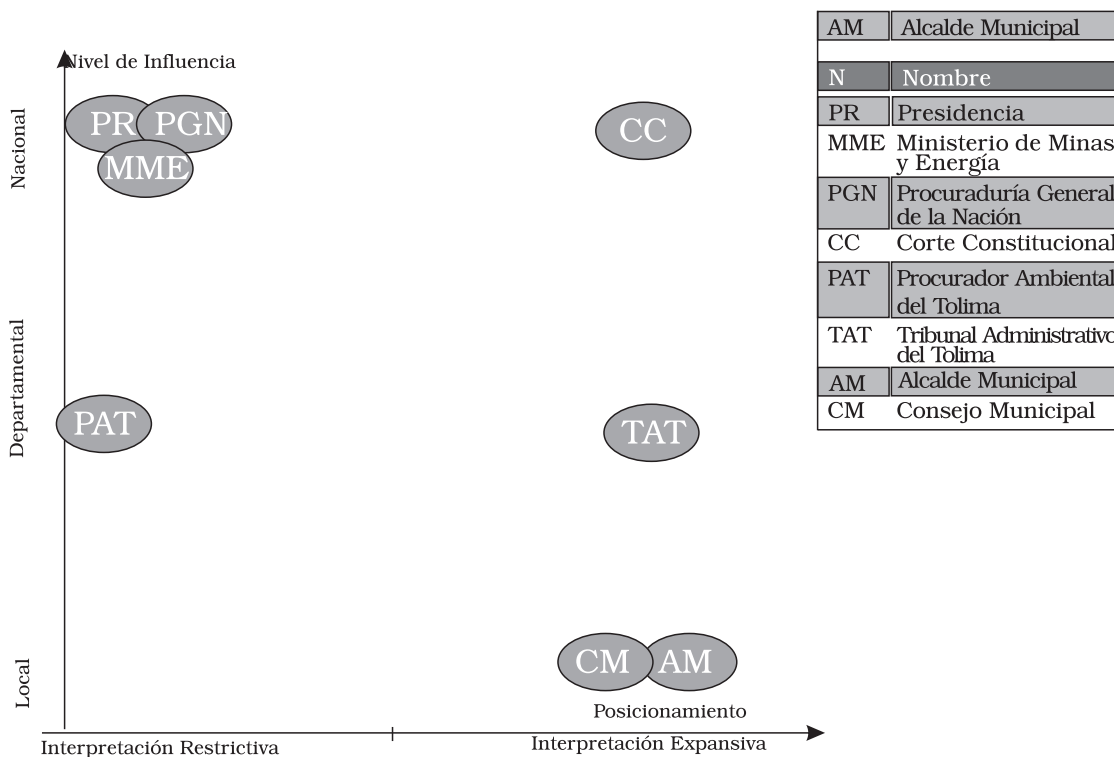 AM Alcalde Municipal
Nivel de Influencia
N Nombre
Nacional
PR PGN
CC
PR Presidencia
MME
MME Ministerio de Minas
y Energía
PGN Procuraduría General
de la Nación
CC Corte Constitucional
PAT Procurador Ambiental
del Tolima
TAT Tribunal Administrativo
del Tolima
AM Alcalde Municipal
CM Consejo Municipal
Departamental
PAT
TAT
Local
CM AM
Posicionamiento
Interpretación Restrictiva
Interpretación Expansiva